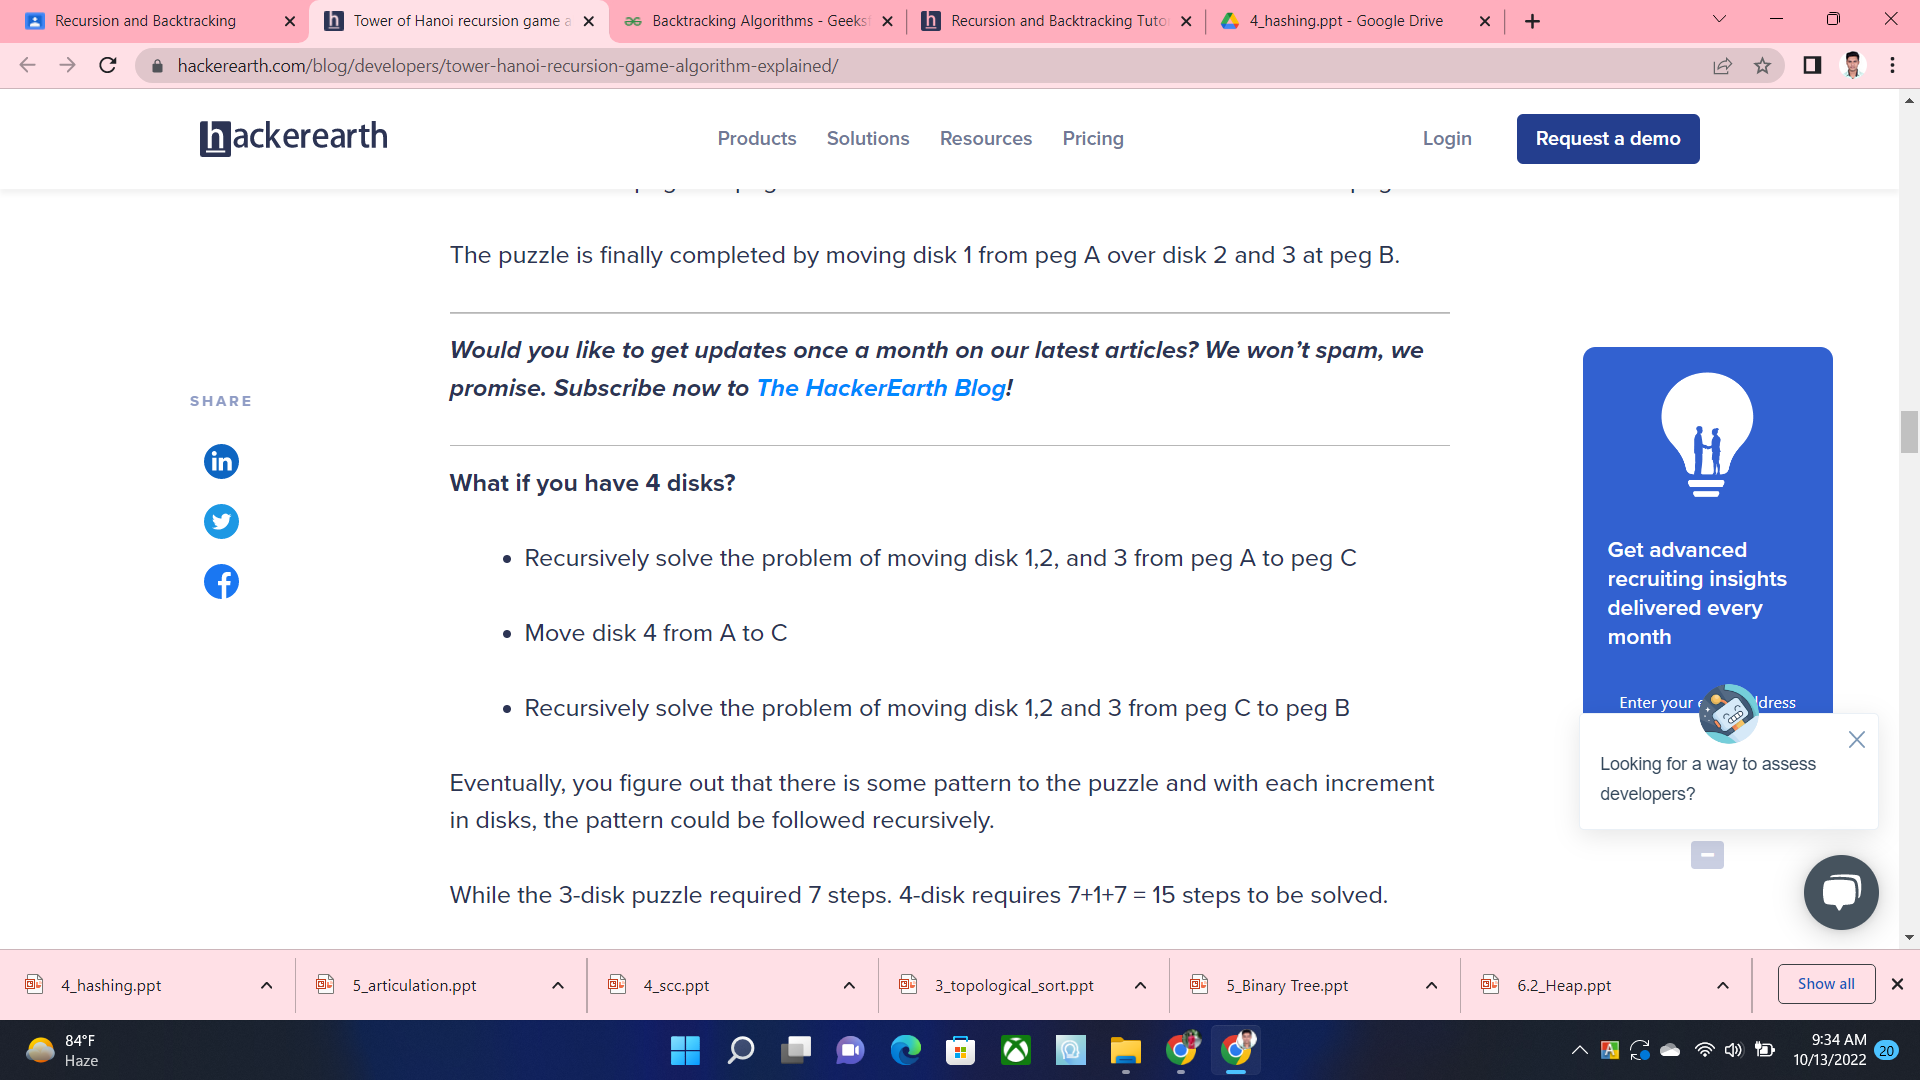 Recursion and Backtracking
Tower of Hanoi recursion game a
Backtracking Algorithms - Geeksf
Recursion and Backtracking Tuto
4_hashing.ppt - Google Drive
hackerearth.com/blog/developers/tower-hanoi-recursion-game-algorithm-explained/
hackerearth
Products
Solutions
Resources
Pricing
Login
Request a demo
The puzzle is finally completed by moving disk 1 from peg A over disk 2 and 3 at peg B.
Would you like to get updates once a month on our latest articles? We won’t spam, we
promise. Subscribe now to The HackerEarth Blog!
SHARE
What if you have 4 disks?
• Recursively solve the problem of moving disk 1,2, and 3 from peg A to peg C
• Move disk 4 from A to C
• Recursively solve the problem of moving disk 1,2 and 3 from peg C to peg B
Eventually, you figure out that there is some pattern to the puzzle and with each increment
in disks, the pattern could be followed recursively.
While the 3-disk puzzle required 7 steps. 4-disk requires 7+1+7 = 15 steps to be solved.
Get advanced
recruiting insights
delivered every
month
Enter your
Looking for a way to assess
developers?
4_hashing.ppt
5_articulation.ppt
4_scc.ppt
3_topological_sort.ppt
5_Binary Tree.ppt
6.2_Heap.ppt
Show all
84°F
Haze
9:34 AM
10/13/2022
20